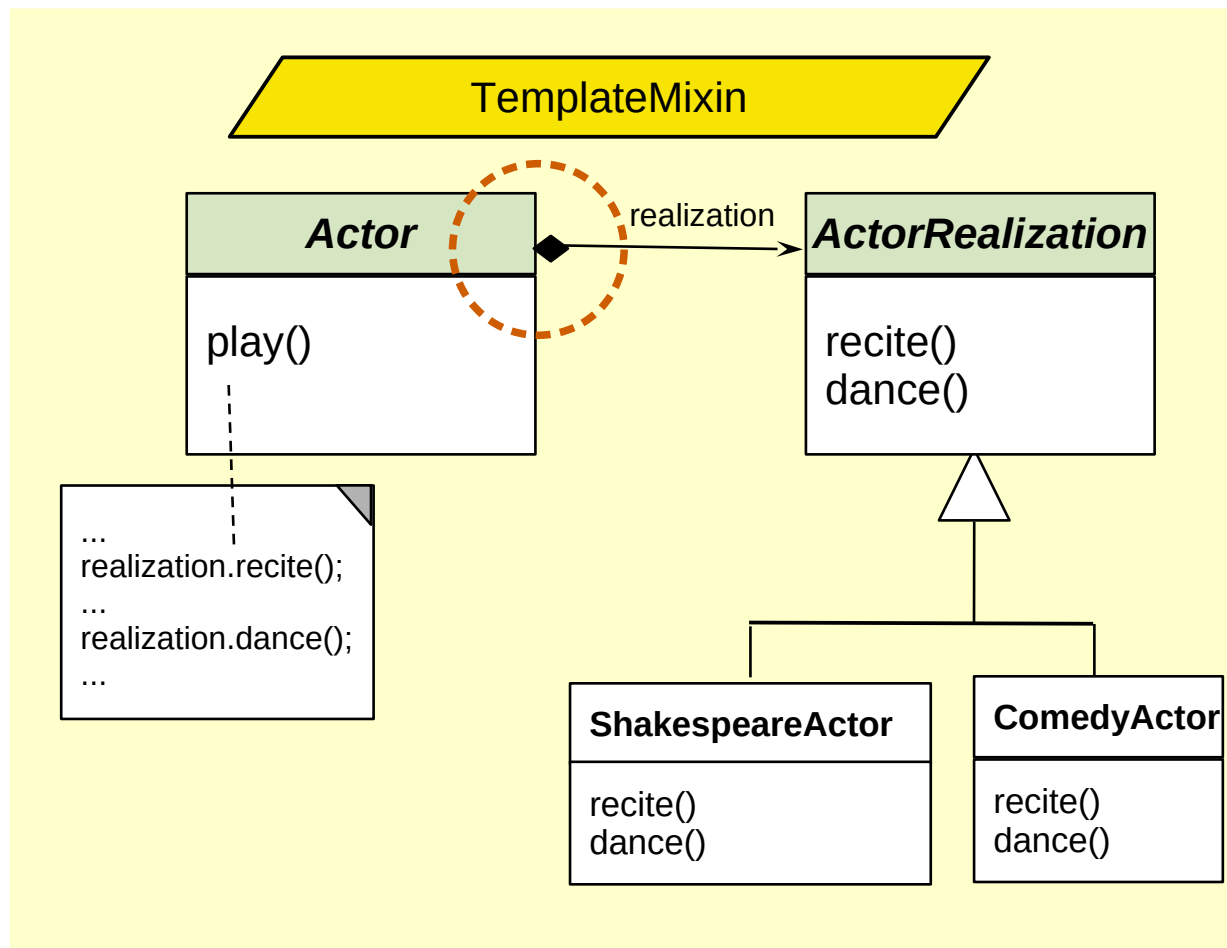 TemplateMixin
Actor
realization
ActorRealization
play()
recite()
dance()
...
realization.recite();
...
realization.dance();
...
ShakespeareActor
recite()
dance()
ComedyActor
recite()
dance()